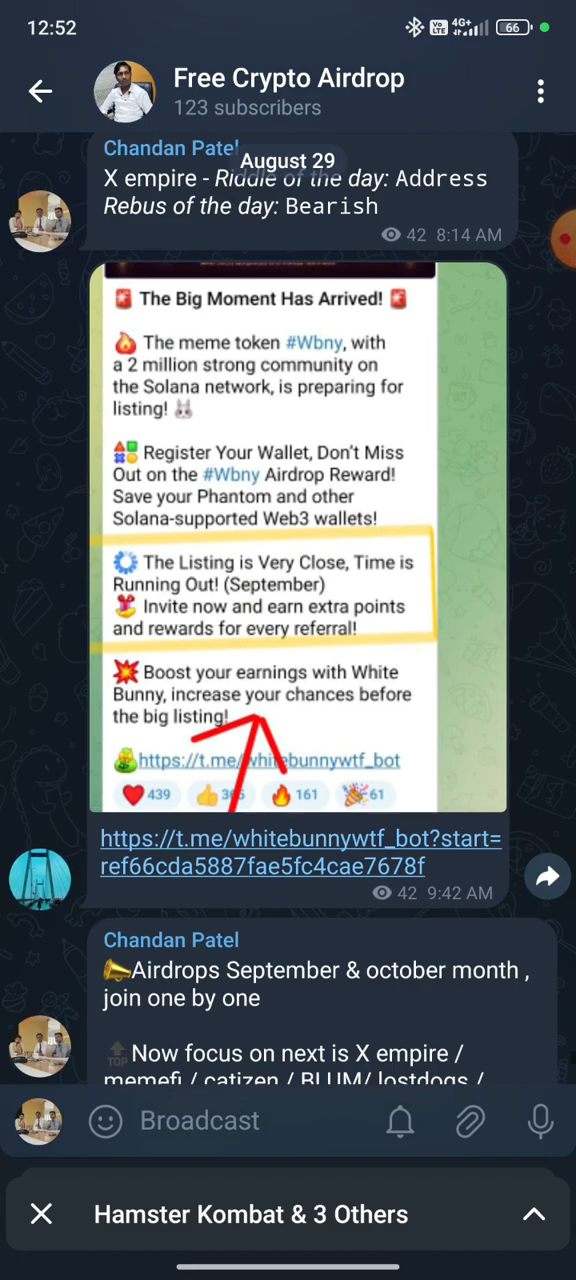 12:52
Vo LTE 4G+ 66
Free Crypto Airdrop
123 subscribers
Chandan Patel
August 29
X empire - Riddle of the day: Address
Rebus of the day: Bearish
42 8:14 AM
🚨 The Big Moment Has Arrived! 🚨
🔥 The meme token #Wbny, with
a 2 million strong community on
the Solana network, is preparing for
listing! 🐰
Register Your Wallet, Don't Miss
Out on the #Wbny Airdrop Reward!
Save your Phantom and other
Solana-supported Web3 wallets!
The Listing is Very Close, Time is
Running Out! (September)
Invite now and earn extra points
and rewards for every referral!
💥 Boost your earnings with White
Bunny, increase your chances before
the big listing!
https://t.me/whitebunnywtf_bot
❤️ 439 👍 🔥 161 🎉 61
https://t.me/whitebunnywtf_bot?start=
ref66cda5887fae5fc4cae7678f
42 9:42 AM
Chandan Patel
Airdrops September & october month ,
join one by one
🔝Now focus on next is X empire /
memefi / catizen / BLUM/ lostdogs /
Broadcast
Hamster Kombat & 3 Others